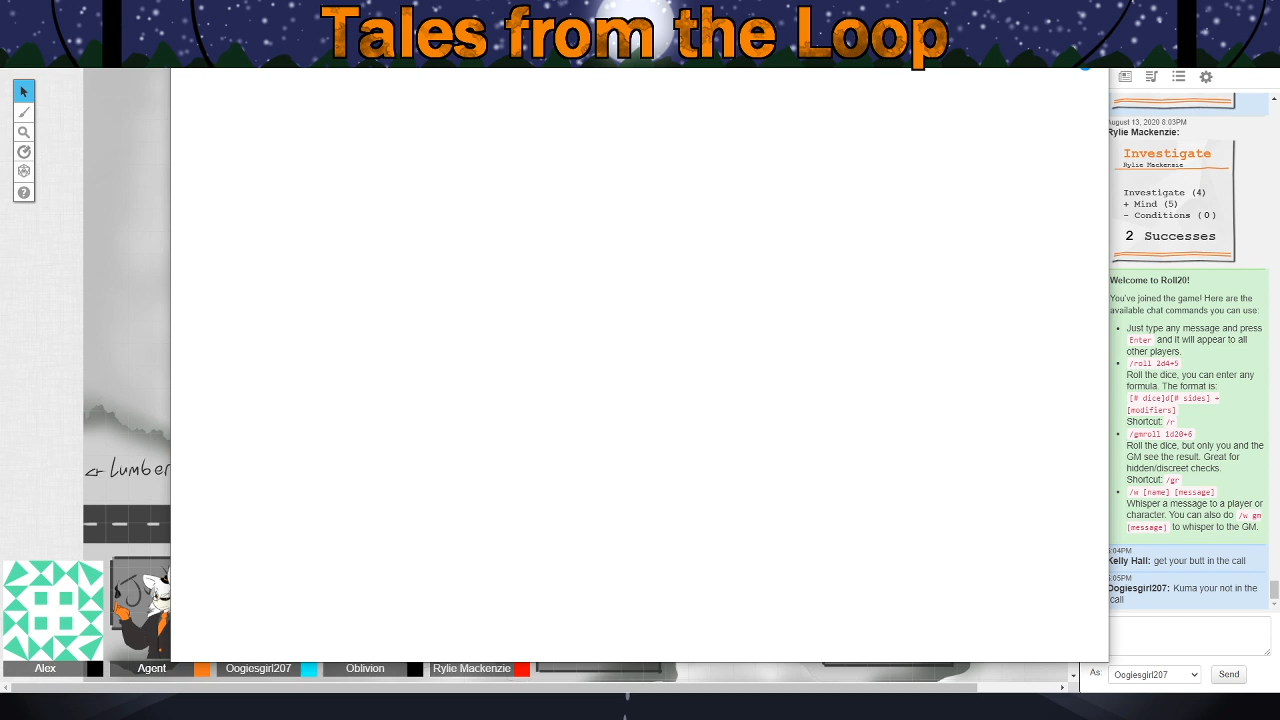 Tales from the Loop
August 13, 2020 8:03PM
Rylie Mackenzie:
Investigate
Rylie Mackenzie
Investigate (4)
+ Mind (5)
- Conditions (0)
2 Successes
Welcome to Roll20!
You've joined the game! Here are the
available chat commands you can use:
• Just type any message and press
Enter and it will appear to all
other players.
• /roll 2d4+5
Roll the dice, you can enter any
formula. The format is:
[# dice]d[# sides] +
[modifiers]
Shortcut: /r
• /gmroll 1d20+6
Roll the dice, but only you and the
GM see the result. Great for
hidden/discreet checks.
Shortcut: /gr
• /w [name] [message]
Whisper a message to a player or
character. You can also do /w gm
[message] to whisper to the GM.
:04PM
Kelly Hall: get your butt in the call
:05PM
Oogiesgirl207: Kuma your not in the
call
Lumber
Alex
Agent
Oogiesgirl207
Oblivion
Rylie Mackenzie
As:
Oogiesgirl207
Send